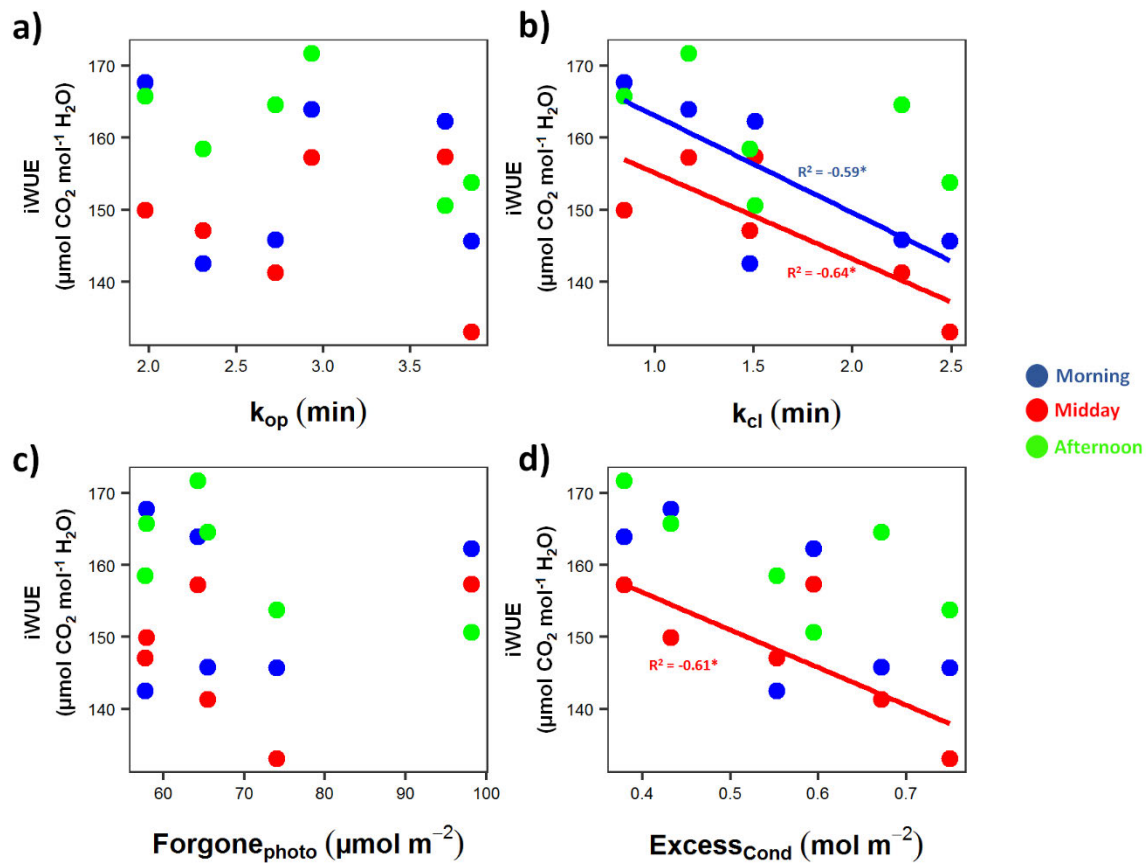 a)
170
160
150
140
iWUE
(µmol CO₂ mol⁻¹ H₂O)
2.0 2.5 3.0 3.5
k_op (min)
b)
170
160
150
140
iWUE
(µmol CO₂ mol⁻¹ H₂O)
R² = -0.59*
R² = -0.64*
1.0 1.5 2.0 2.5
k_cl (min)
Morning
Midday
Afternoon
c)
170
160
150
140
iWUE
(µmol CO₂ mol⁻¹ H₂O)
60 70 80 90 100
Forgone_photo (µmol m⁻²)
d)
170
160
150
140
iWUE
(µmol CO₂ mol⁻¹ H₂O)
R² = -0.61*
0.4 0.5 0.6 0.7
Excess_Cond (mol m⁻²)